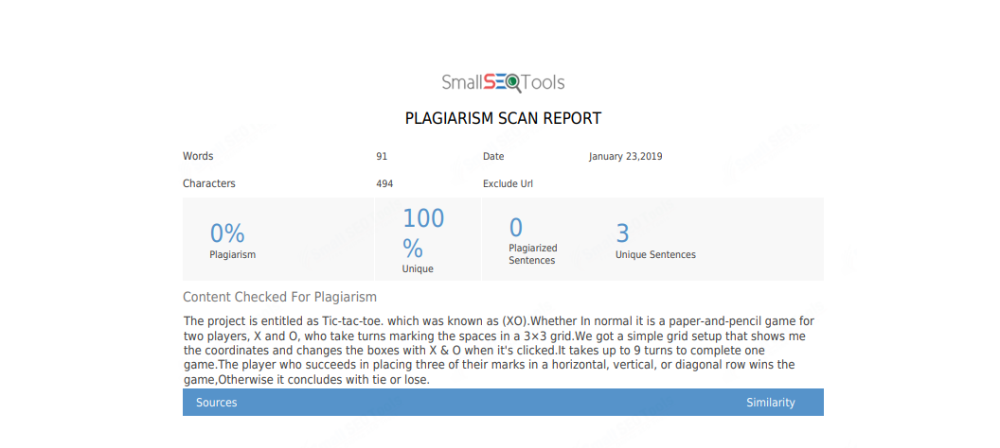 SmallSEOTools
PLAGIARISM SCAN REPORT
Words 91 Date January 23,2019
Characters 494 Exclude Url
0% 100 % 0 3
Plagiarism Unique Plagiarized Sentences Unique Sentences
Content Checked For Plagiarism
The project is entitled as Tic-tac-toe. which was known as (XO).Whether In normal it is a paper-and-pencil game for
two players, X and O, who take turns marking the spaces in a 3×3 grid.We got a simple grid setup that shows me
the coordinates and changes the boxes with X & O when it's clicked.It takes up to 9 turns to complete one
game.The player who succeeds in placing three of their marks in a horizontal, vertical, or diagonal row wins the
game,Otherwise it concludes with tie or lose.
Sources Similarity